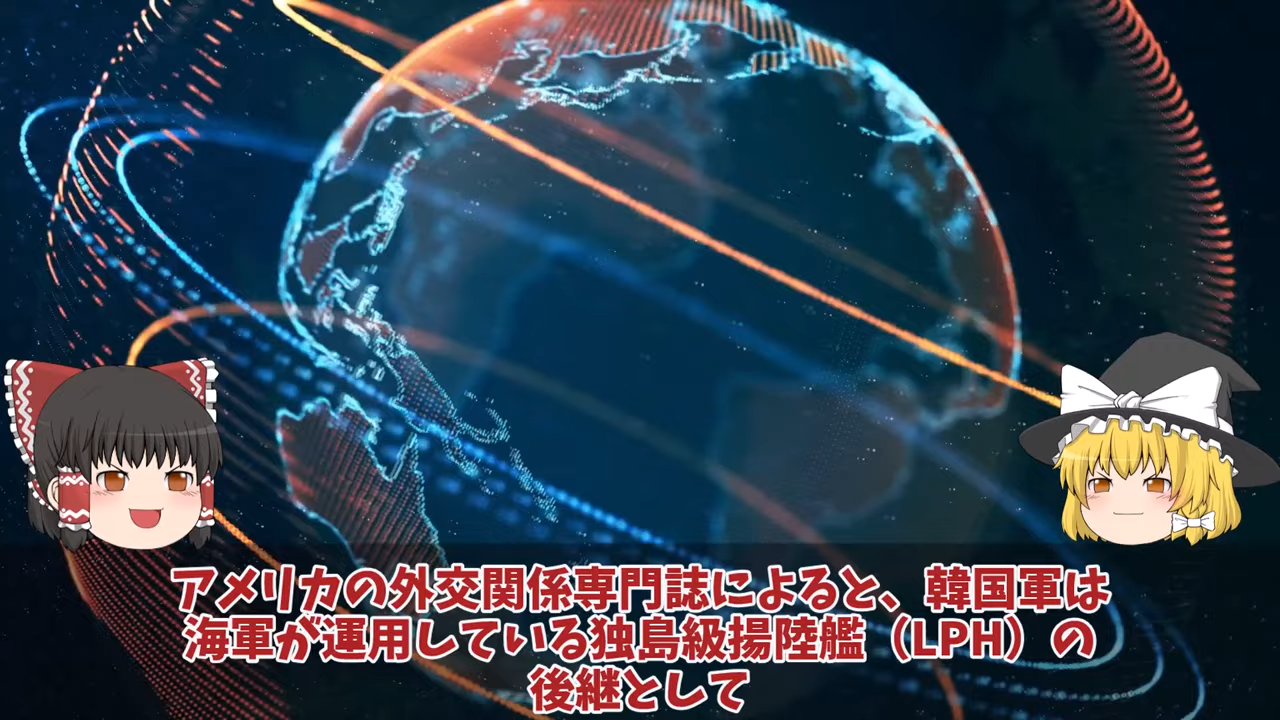 アメリカの外交関係専門誌によると、韓国軍は
海軍が運用している独島級揚陸艦（LPH）の
後継として